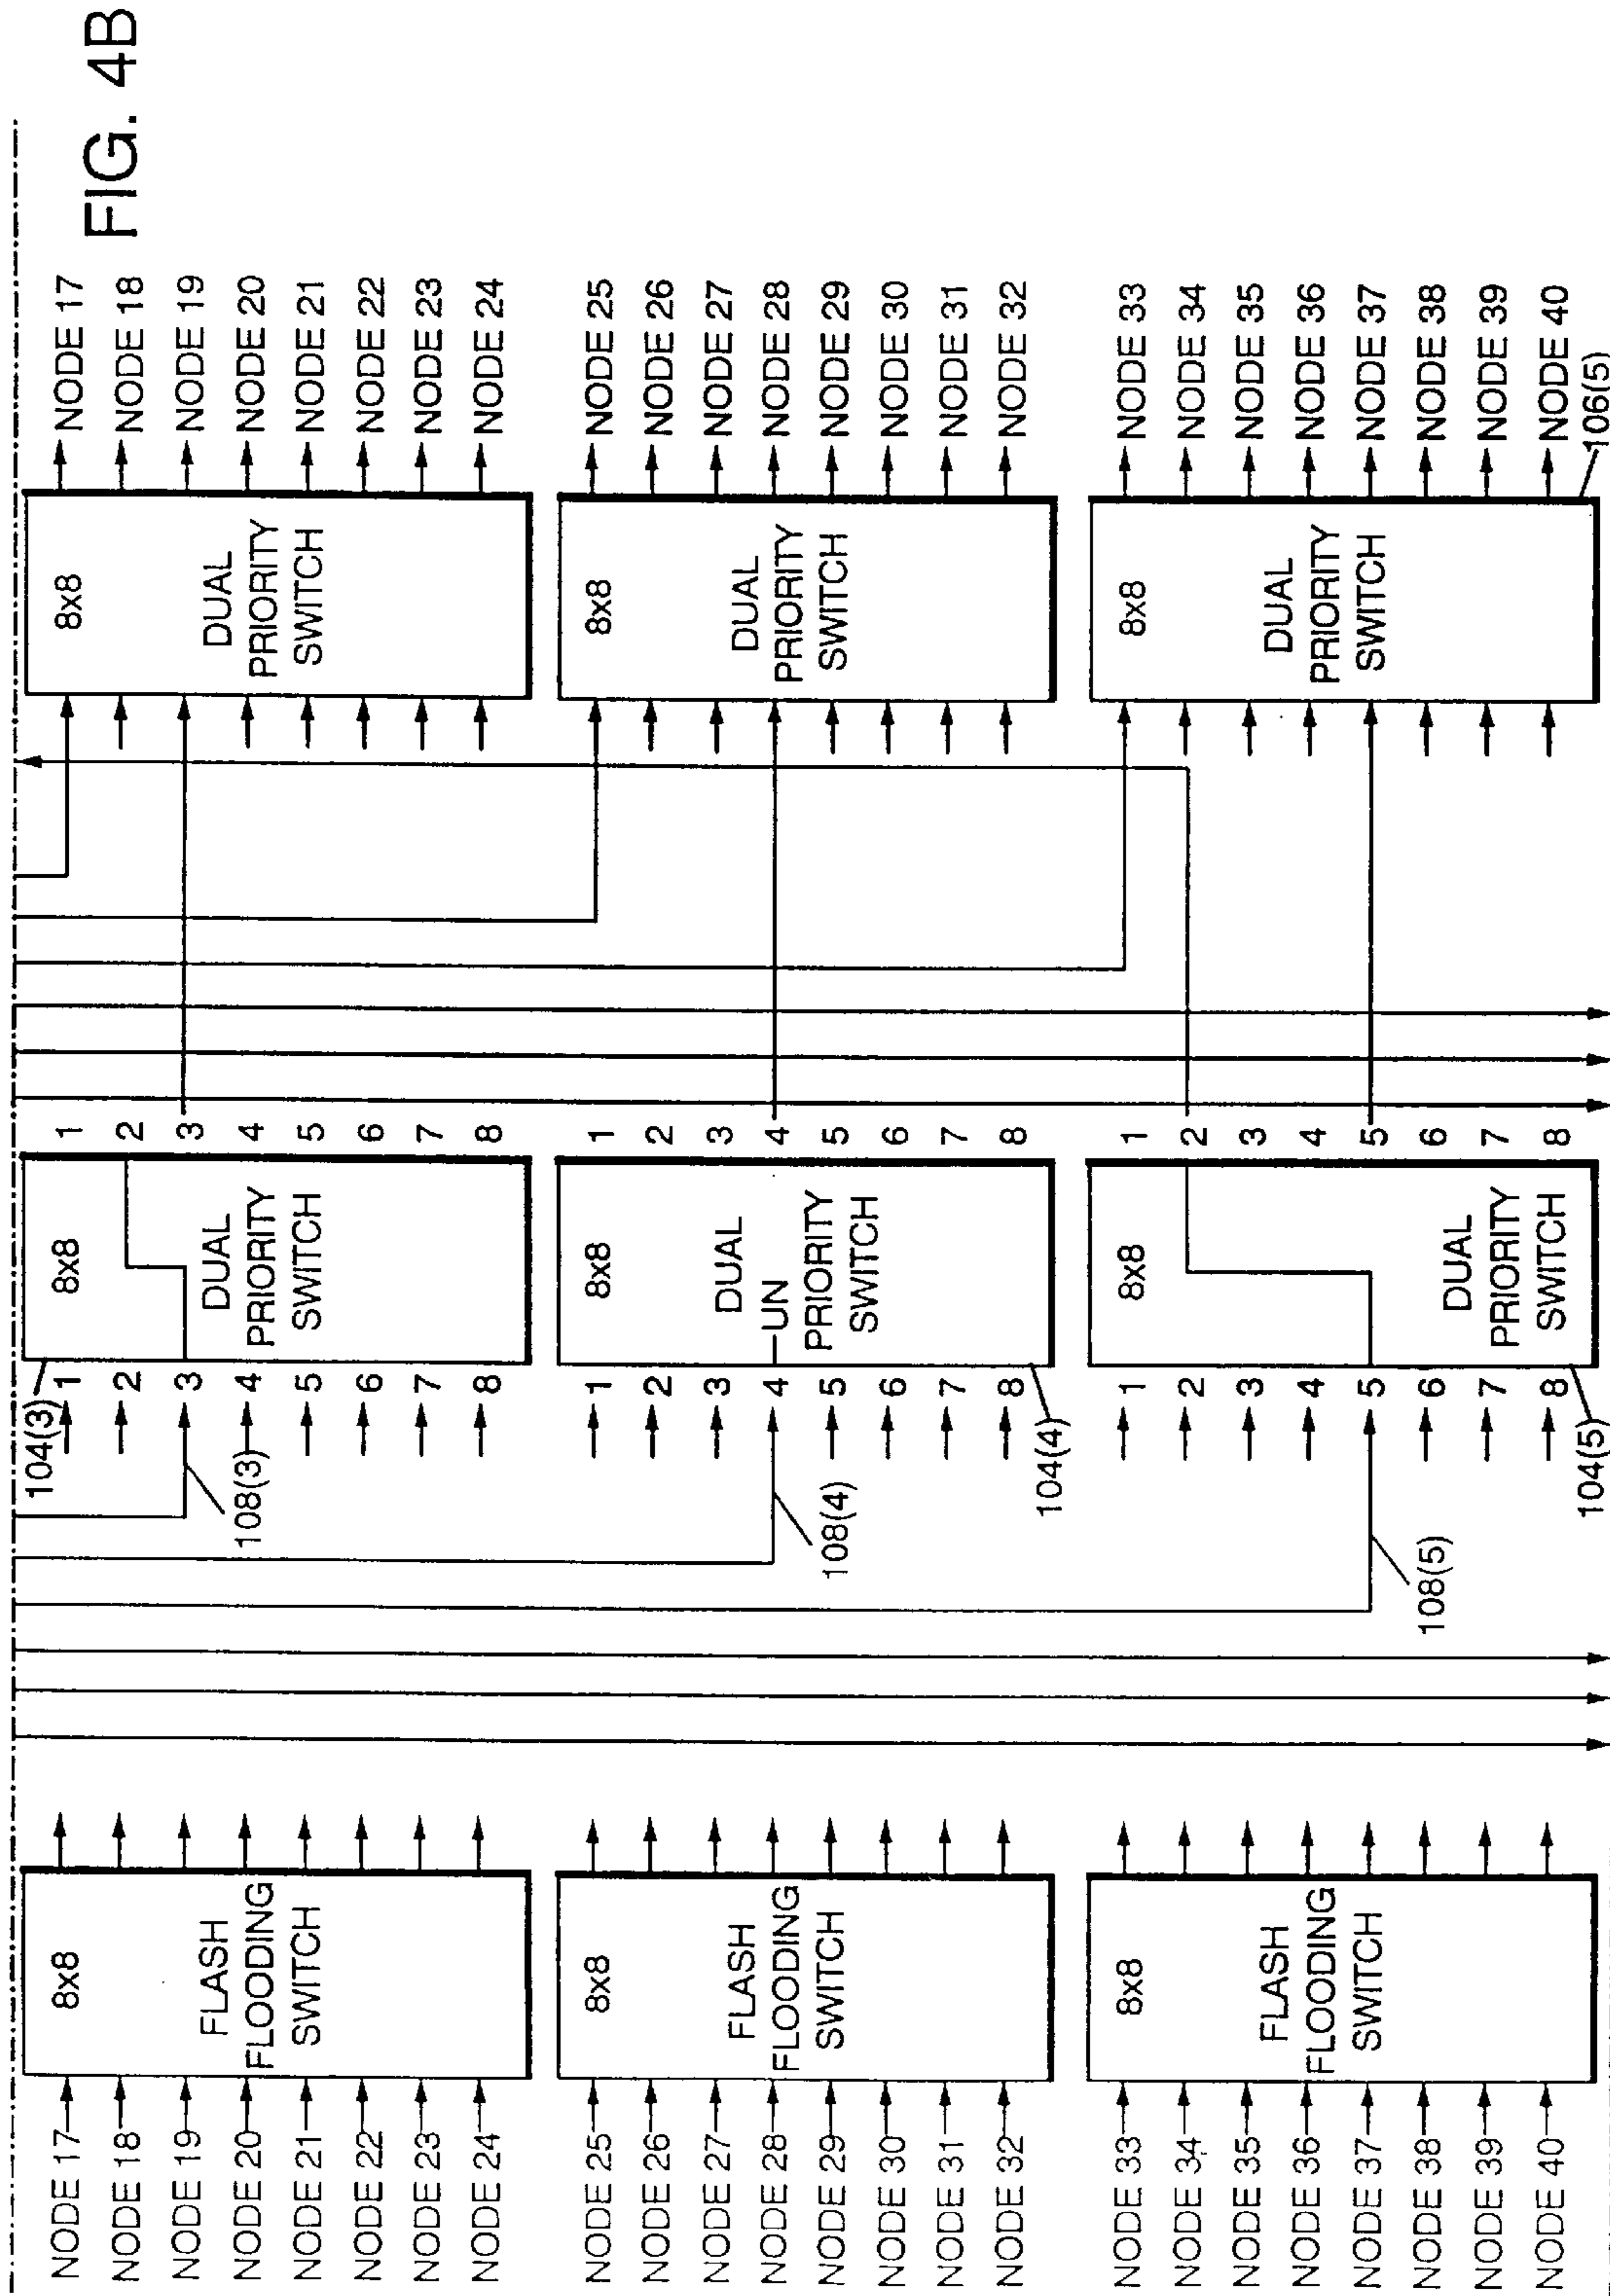 FIG. 4B
NODE 17
NODE 18
NODE 19
NODE 20
NODE 21
NODE 22
NODE 23
NODE 24
8x8
FLASH
FLOODING
SWITCH
104(3)
108(3)
1
2
3
4
5
6
7
8
8x8
DUAL
PRIORITY
SWITCH
1
2
3
4
5
6
7
8
8x8
DUAL
PRIORITY
SWITCH
NODE 17
NODE 18
NODE 19
NODE 20
NODE 21
NODE 22
NODE 23
NODE 24
NODE 25
NODE 26
NODE 27
NODE 28
NODE 29
NODE 30
NODE 31
NODE 32
8x8
FLASH
FLOODING
SWITCH
108(4)
104(4)
1
2
3
4
5
6
7
8
8x8
DUAL
UN
PRIORITY
SWITCH
1
2
3
4
5
6
7
8
8x8
DUAL
PRIORITY
SWITCH
NODE 25
NODE 26
NODE 27
NODE 28
NODE 29
NODE 30
NODE 31
NODE 32
NODE 33
NODE 34
NODE 35
NODE 36
NODE 37
NODE 38
NODE 39
NODE 40
8x8
FLASH
FLOODING
SWITCH
108(5)
104(5)
1
2
3
4
5
6
7
8
8x8
DUAL
PRIORITY
SWITCH
1
2
3
4
5
6
7
8
8x8
DUAL
PRIORITY
SWITCH
NODE 33
NODE 34
NODE 35
NODE 36
NODE 37
NODE 38
NODE 39
NODE 40
106(5)